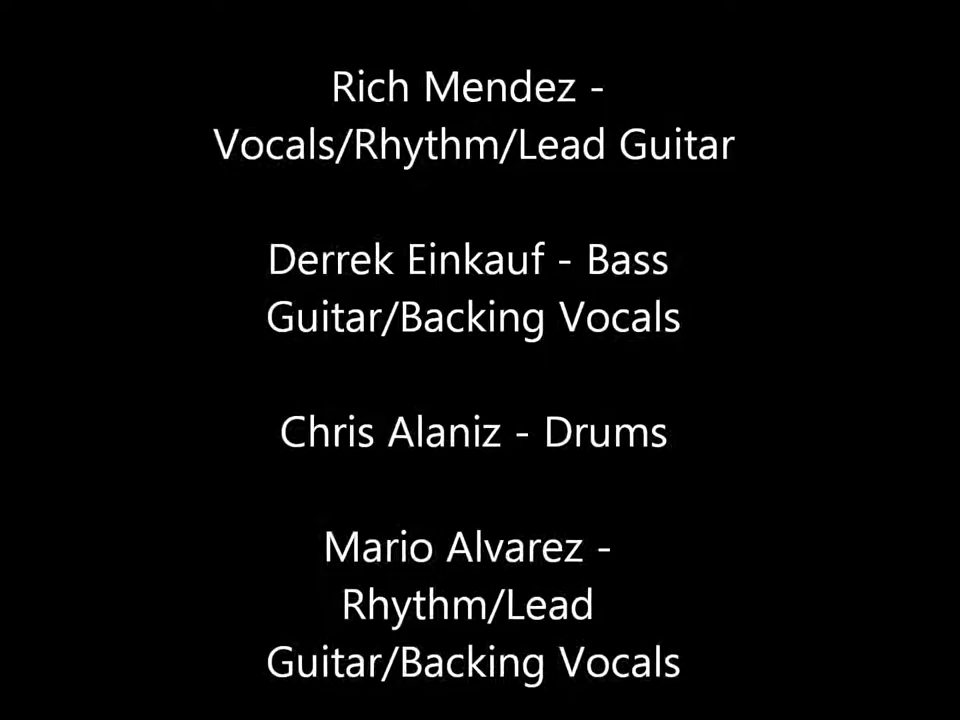 Rich Mendez -
Vocals/Rhythm/Lead Guitar
Derrek Einkauf - Bass
Guitar/Backing Vocals
Chris Alaniz - Drums
Mario Alvarez -
Rhythm/Lead
Guitar/Backing Vocals